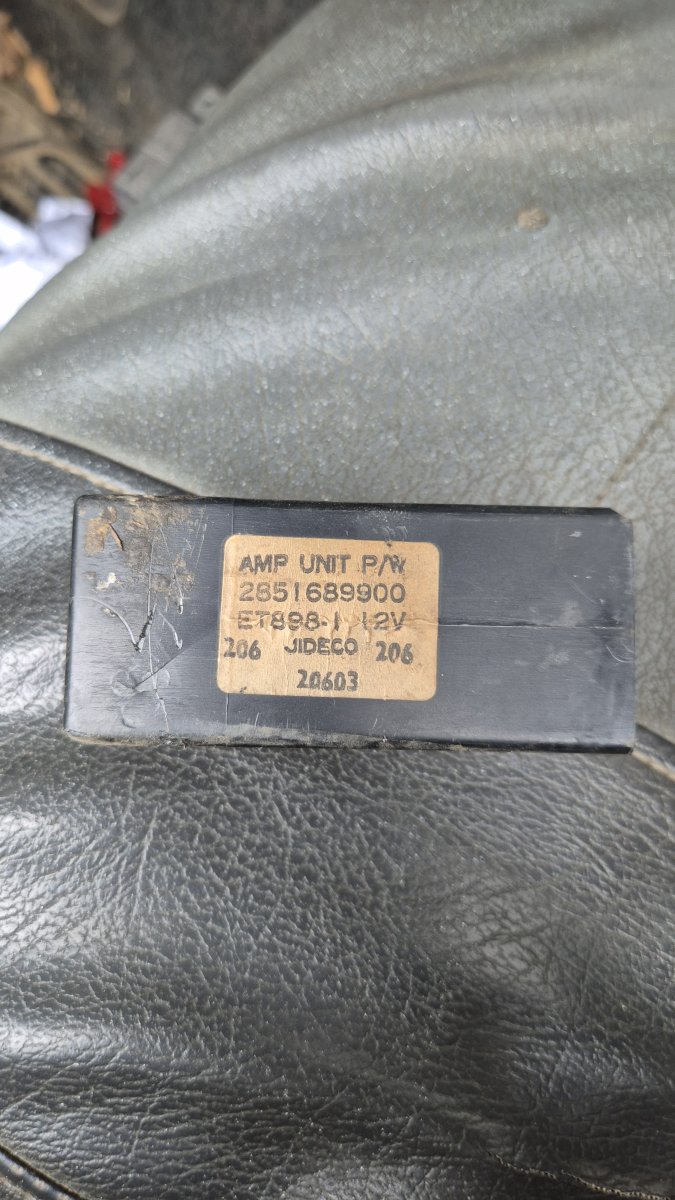 AMP UNIT P/W
2851689900
ET898-1 12V
206 JIDECO 206
20603